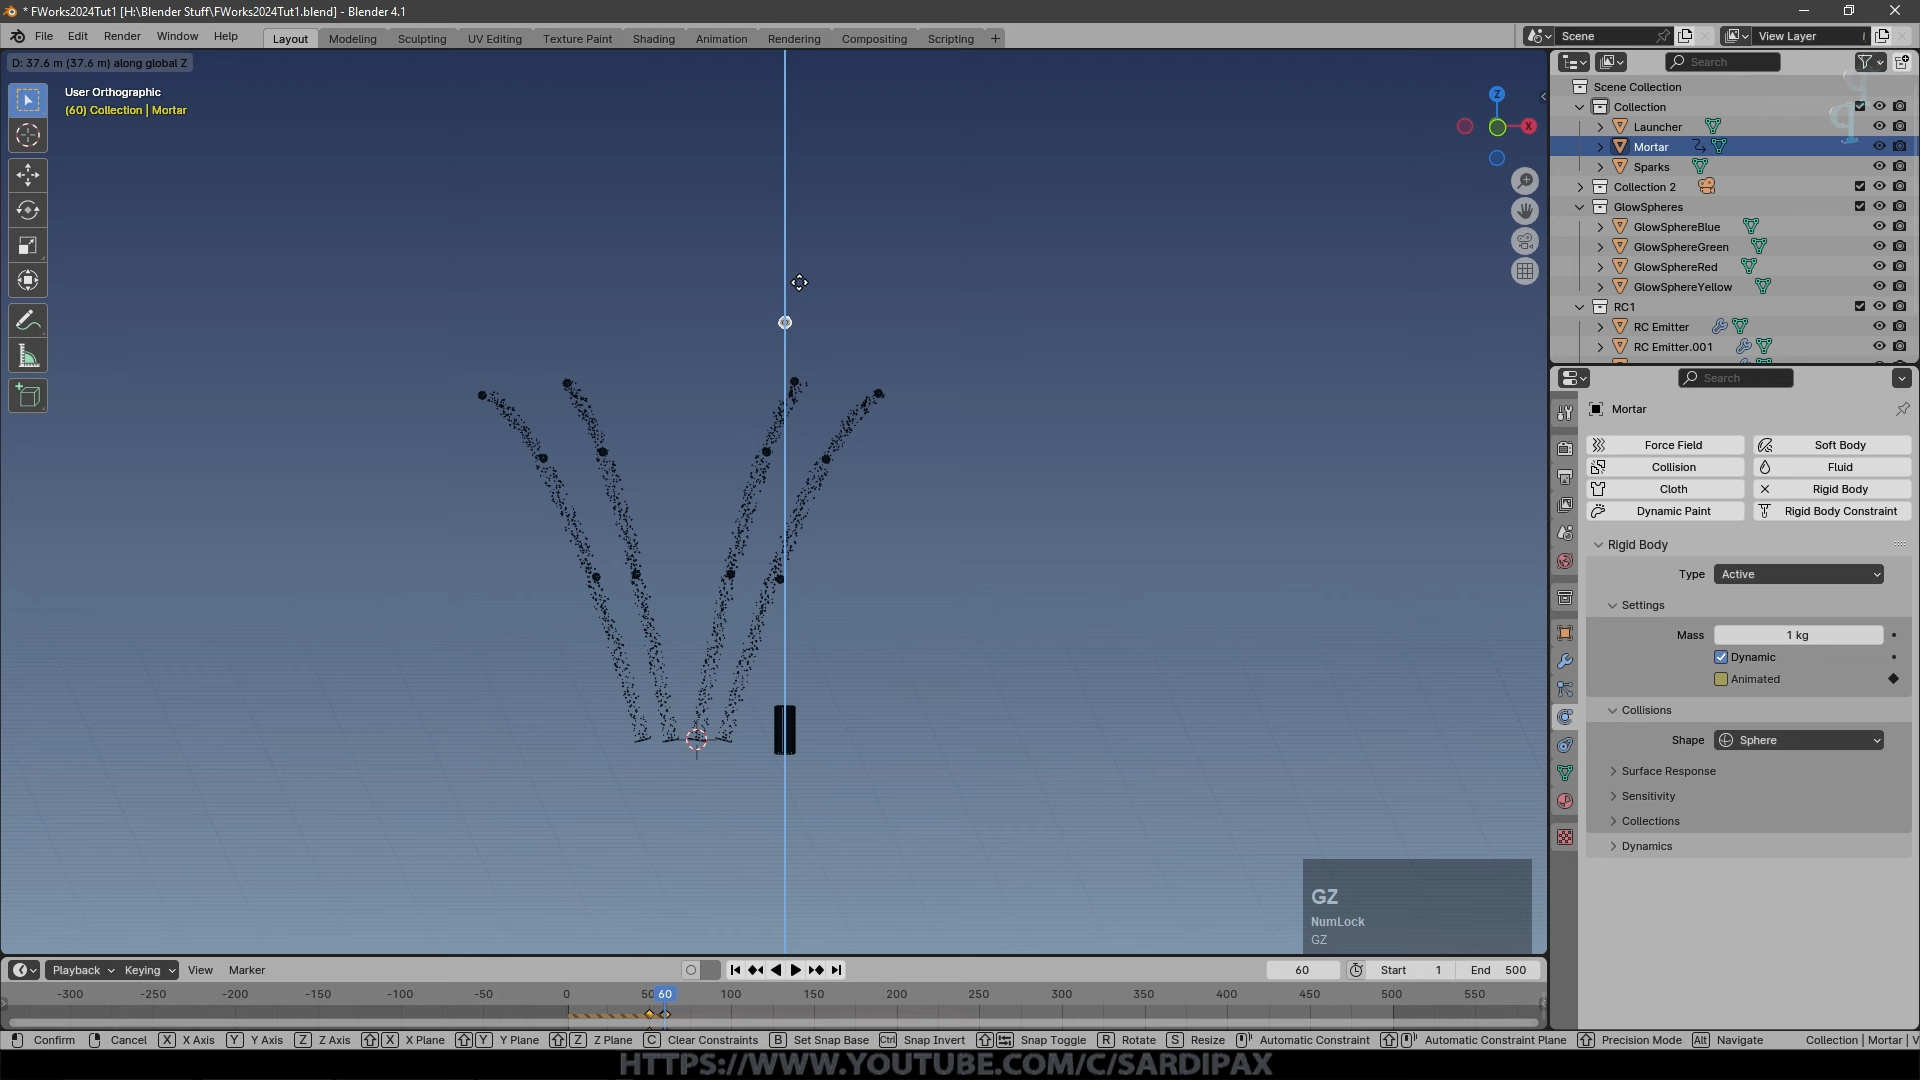 * FWorks2024Tut1 [H:\Blender Stuff\FWorks2024Tut1.blend] - Blender 4.1
File Edit Render Window Help
Layout Modeling Sculpting UV Editing Texture Paint Shading Animation Rendering Compositing Scripting
Scene
View Layer
D: 37.6 m (37.6 m) along global Z
User Orthographic
(60) Collection | Mortar
Z
X
Search
Scene Collection
Collection
Launcher
Mortar
Sparks
Collection 2
GlowSpheres
GlowSphereBlue
GlowSphereGreen
GlowSphereRed
GlowSphereYellow
RC1
RC Emitter
RC Emitter.001
Search
Mortar
Force Field Soft Body
Collision Fluid
Cloth Rigid Body
Dynamic Paint Rigid Body Constraint
Rigid Body
Type Active
Settings
Mass 1 kg
Dynamic
Animated
Collisions
Shape Sphere
Surface Response
Sensitivity
Collections
Dynamics
GZ
NumLock
GZ
Playback Keying View Marker
60 Start 1 End 500
-300 -250 -200 -150 -100 -50 0 50 60 100 150 200 250 300 350 400 450 500 550
Confirm Cancel X X Axis Y Y Axis Z Z Axis X X Plane Y Y Plane Z Z Plane C Clear Constraints B Set Snap Base Ctrl Snap Invert Snap Toggle R Rotate S Resize Automatic Constraint Automatic Constraint Plane Precision Mode Alt Navigate Collection | Mortar | V
HTTPS://WWW.YOUTUBE.COM/C/SARDIPAX